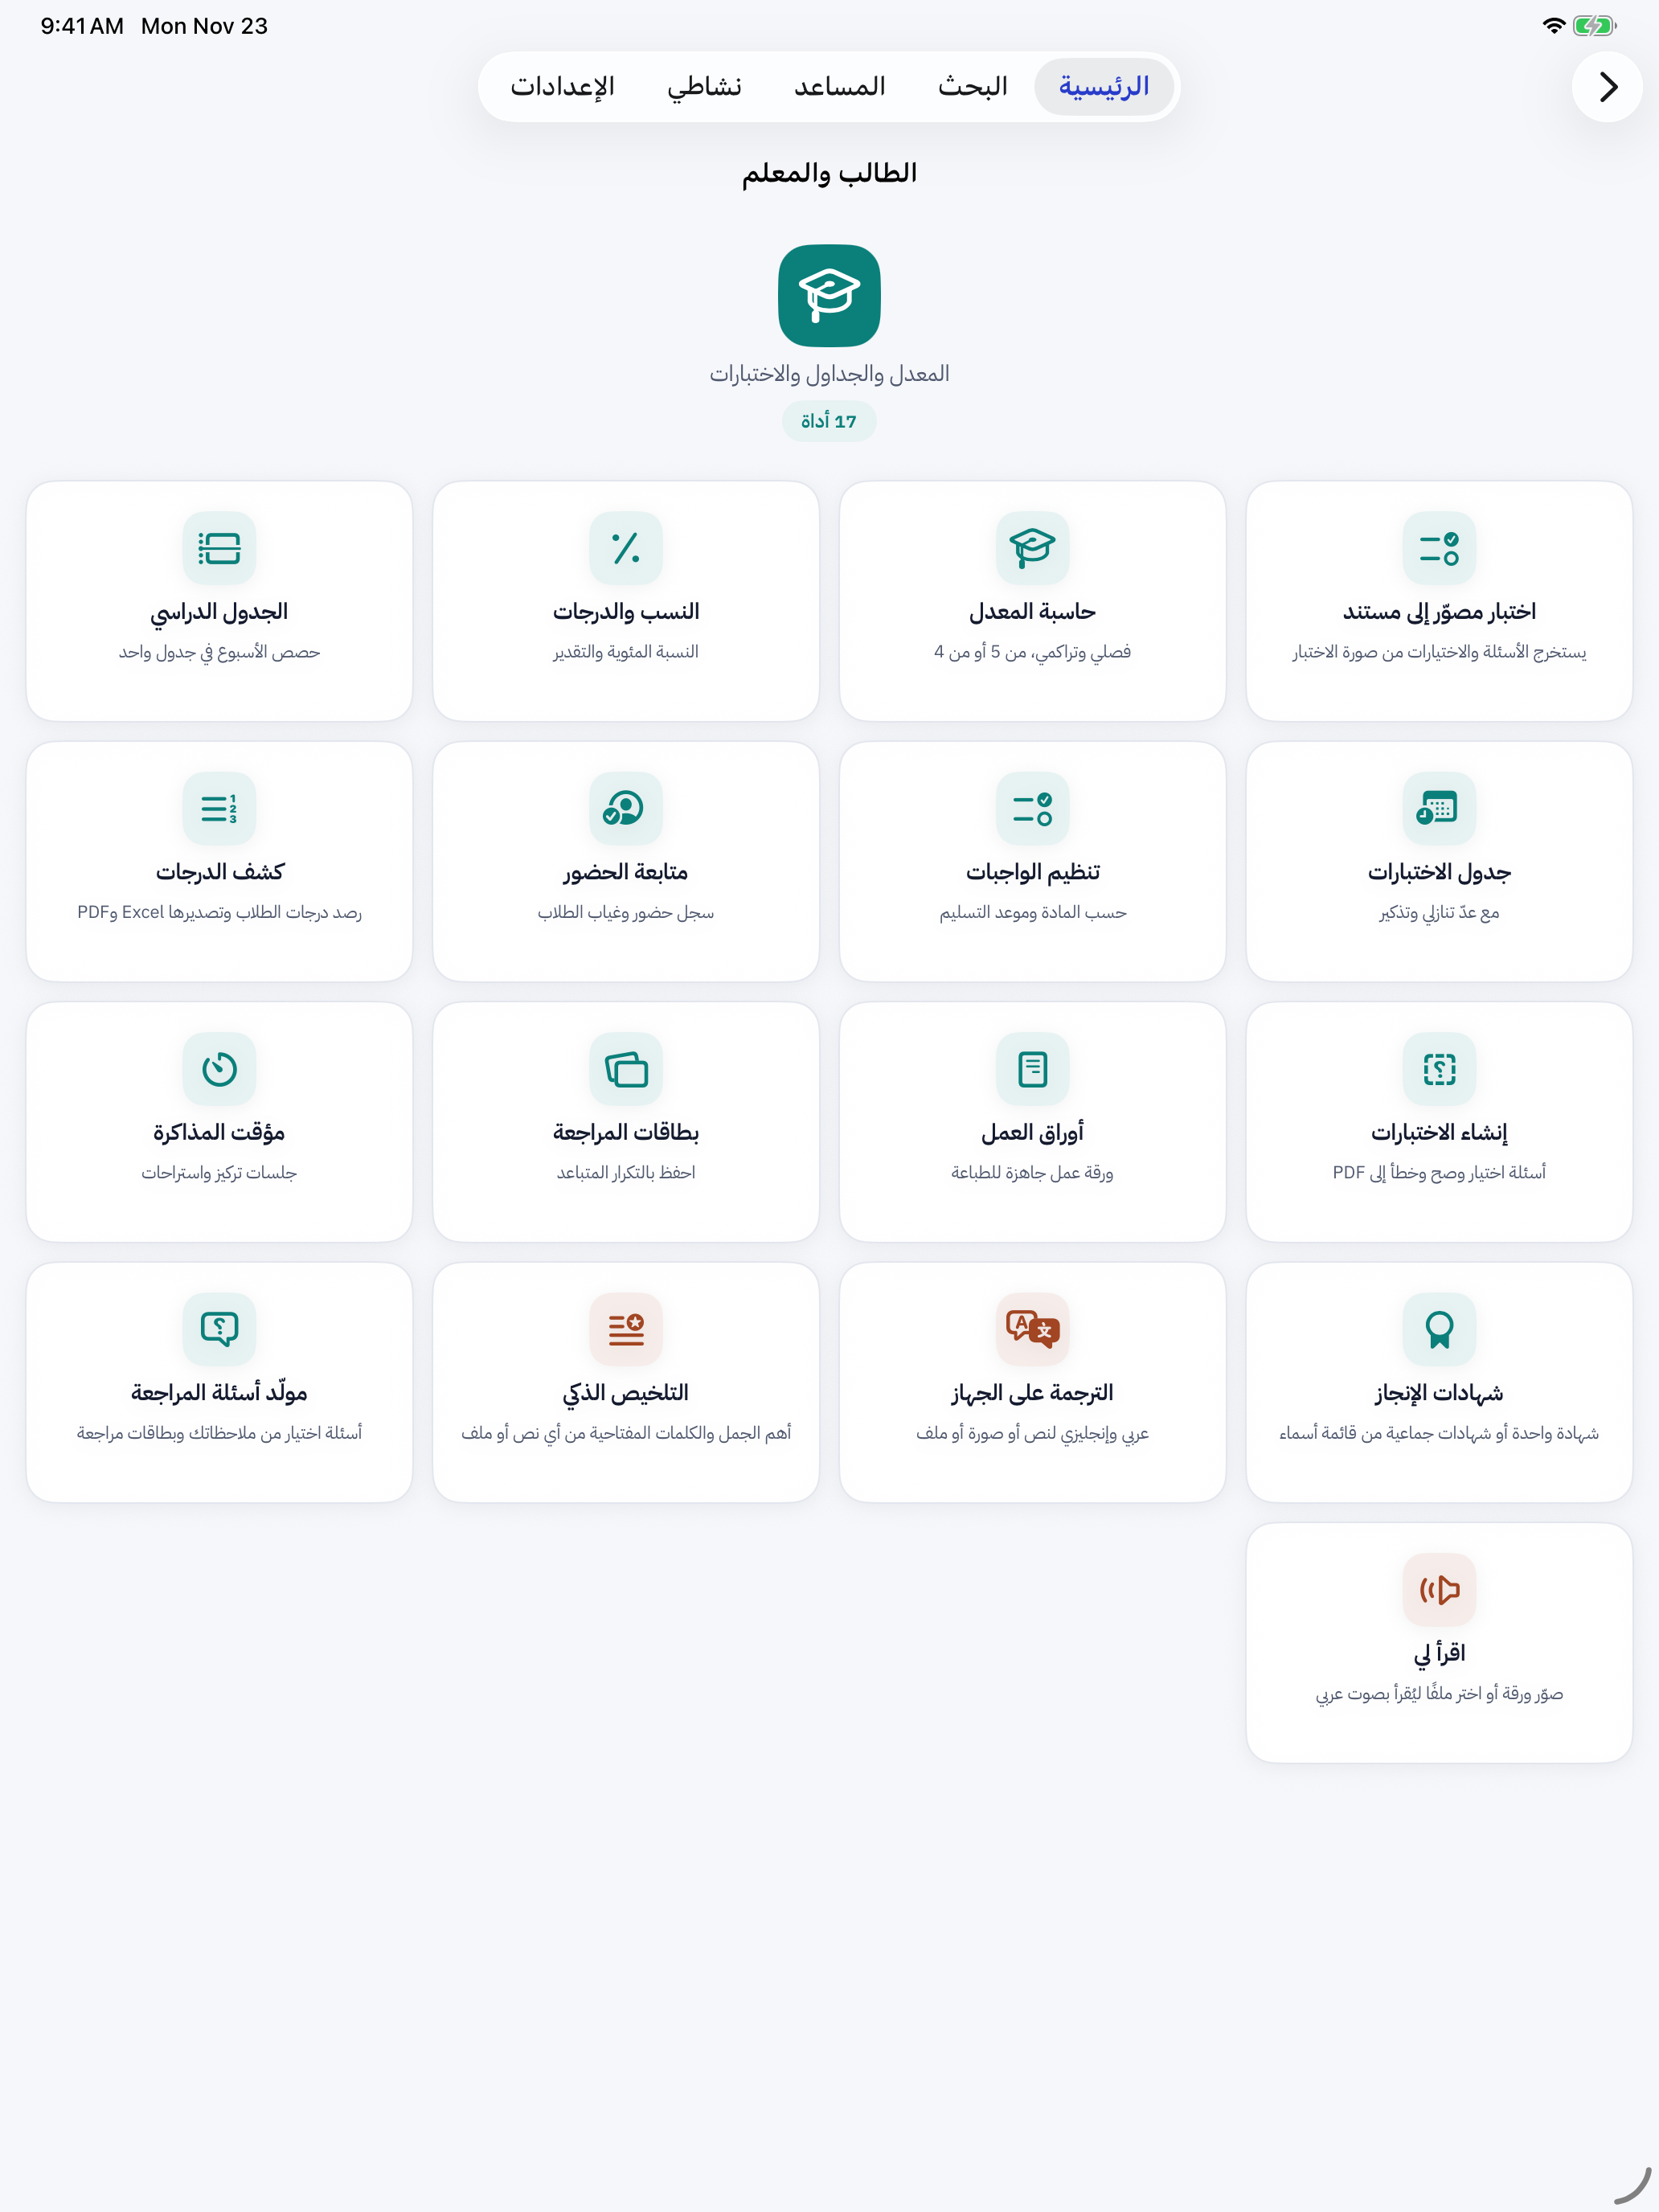 9:41 AM Mon Nov 23
الرئيسية البحث المساعد نشاطي الإعدادات
الطالب والمعلم
المعدل والجداول والاختبارات
17 أداة
اختبار مصوّر إلى مستند
يستخرج الأسئلة والاختيارات من صورة الاختبار
حاسبة المعدل
فصلي وتراكمي، من 5 أو من 4
النسب والدرجات
النسبة المئوية والتقدير
الجدول الدراسي
حصص الأسبوع في جدول واحد
جدول الاختبارات
مع عدّ تنازلي وتذكير
تنظيم الواجبات
حسب المادة وموعد التسليم
متابعة الحضور
سجل حضور وغياب الطلاب
كشف الدرجات
رصد درجات الطلاب وتصديرها Excel وPDF
إنشاء الاختبارات
أسئلة اختيار وصح وخطأ إلى PDF
أوراق العمل
ورقة عمل جاهزة للطباعة
بطاقات المراجعة
احفظ بالتكرار المتباعد
مؤقت المذاكرة
جلسات تركيز واستراحات
شهادات الإنجاز
شهادة واحدة أو شهادات جماعية من قائمة أسماء
الترجمة على الجهاز
عربي وإنجليزي لنص أو صورة أو ملف
التلخيص الذكي
أهم الجمل والكلمات المفتاحية من أي نص أو ملف
مولّد أسئلة المراجعة
أسئلة اختيار من ملاحظاتك وبطاقات مراجعة
اقرأ لي
صوّر ورقة أو اختر ملفًا ليُقرأ بصوت عربي